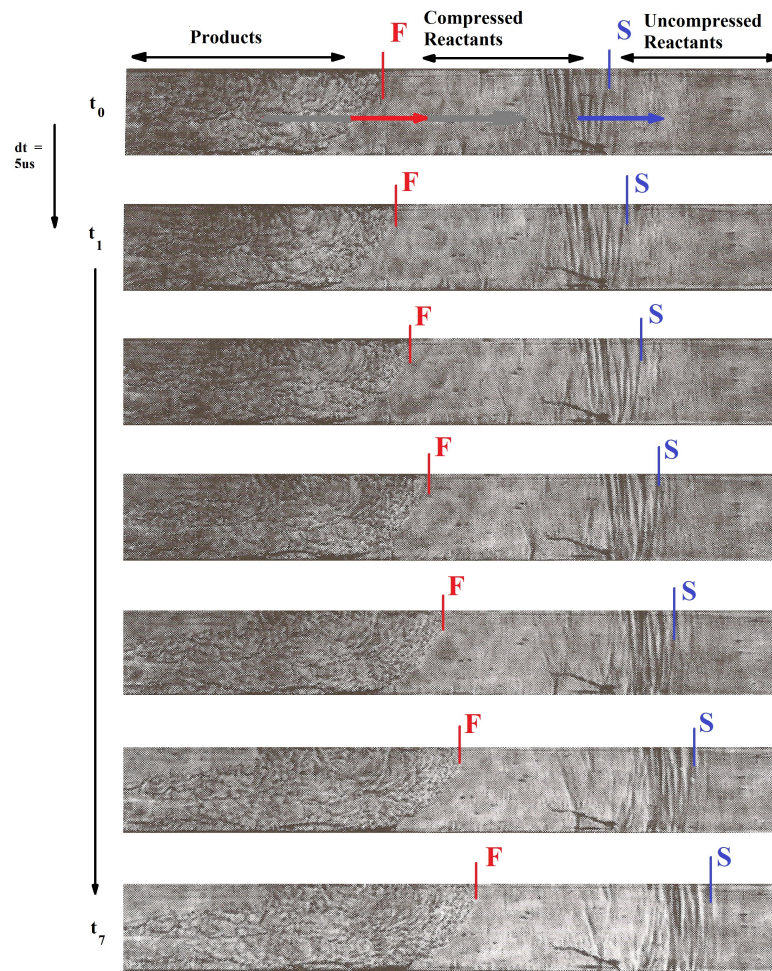 Products
F
Compressed
Reactants
S
Uncompressed
Reactants
t0
dt =
5us
F
S
t1
F
S
F
S
F
S
F
S
F
S
t7